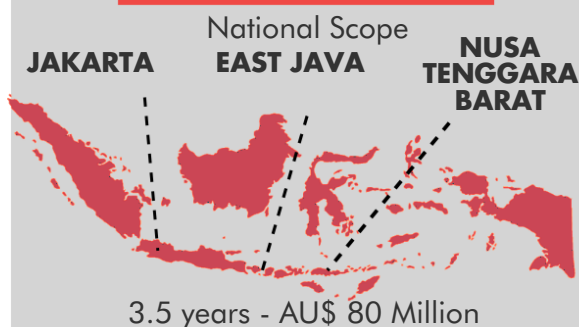 National Scope
JAKARTA
EAST JAVA
NUSA
TENGGARA
BARAT
3.5 years - AU$ 80 Million